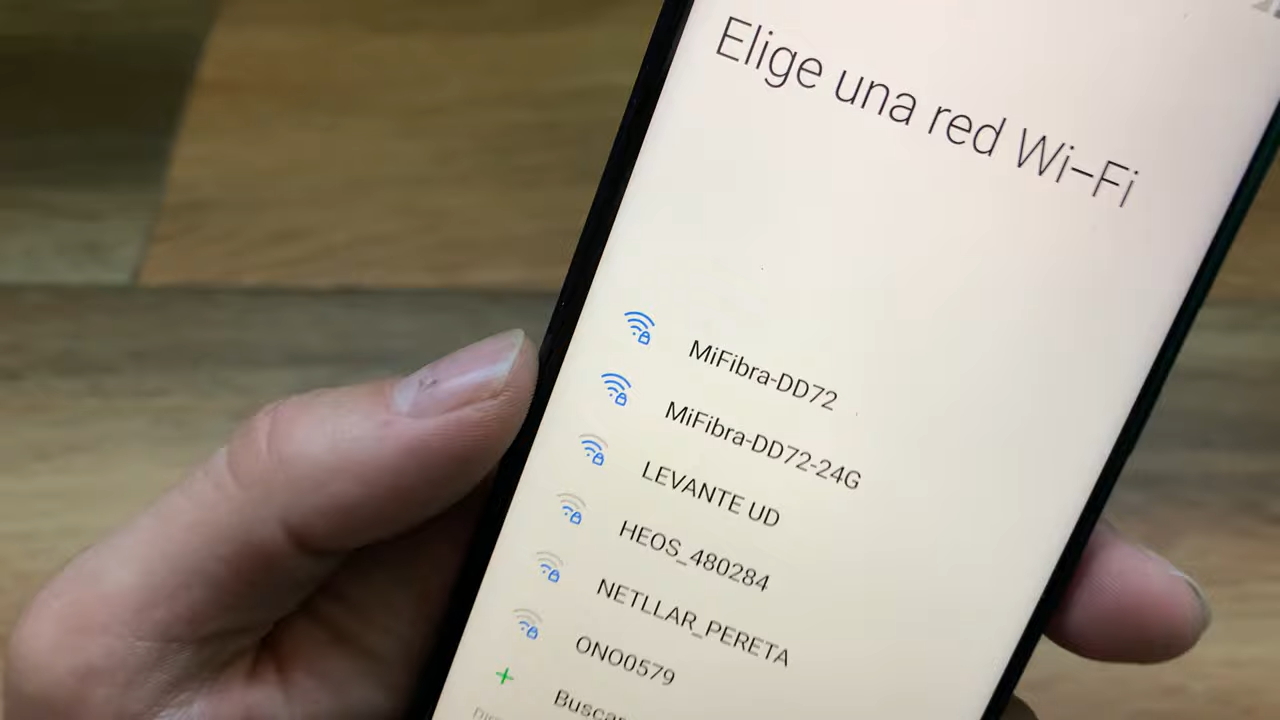 Elige una red Wi-Fi
MiFibra-DD72
MiFibra-DD72-24G
LEVANTE UD
HEOS_480284
NETLLAR_PERETA
ONO0579